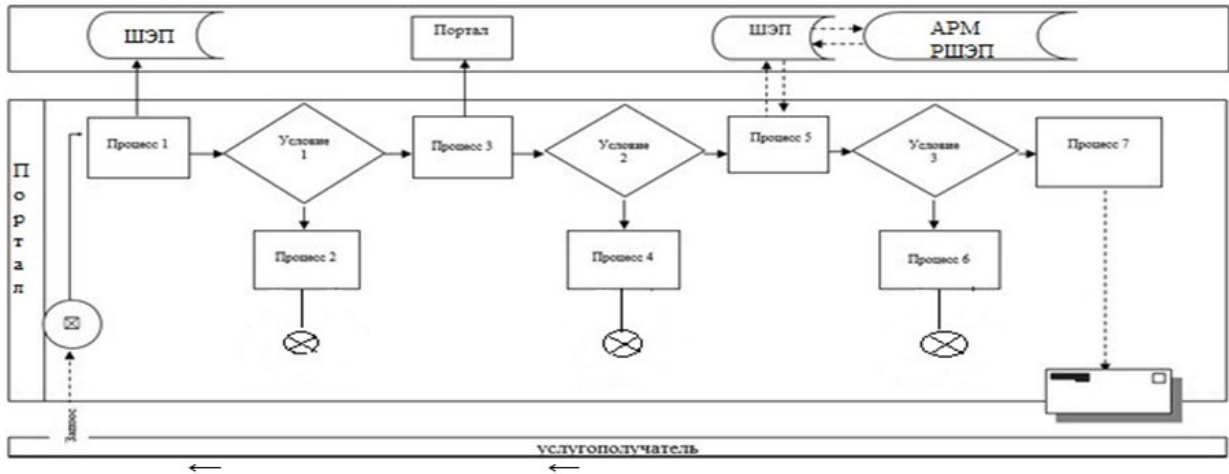 ШЭП
Портал
ШЭП
АРМ
РШЭП
Портал
Процесс 1
Условие
1
Процесс 3
Условие
2
Процесс 5
Условие
3
Процесс 7
Процесс 2
Процесс 4
Процесс 6
Запрос
услугополучатель